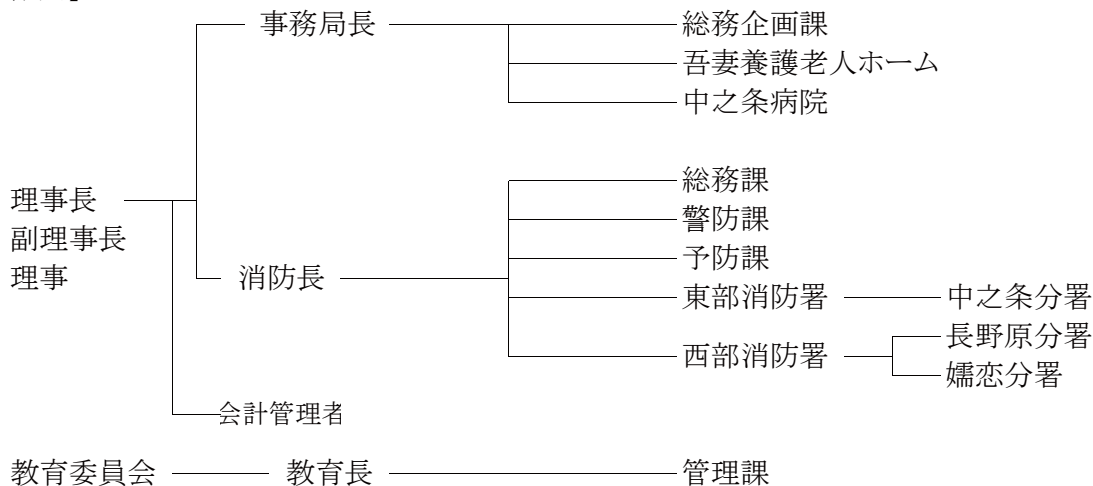 事務局長 総務企画課
吾妻養護老人ホーム
中之条病院
総務課
理事長
警防課
副理事長
予防課
理事 消防長
東部消防署 中之条分署
長野原分署
西部消防署
嬬恋分署
会計管理者
教育委員会 教育長 管理課